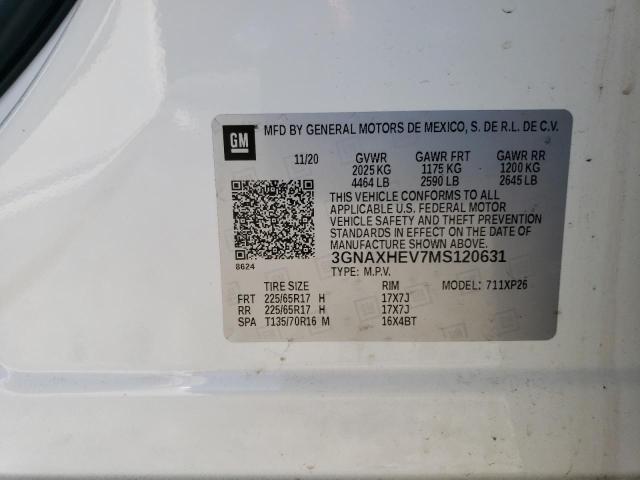 GM
MFD BY GENERAL MOTORS DE MEXICO, S. DE R.L. DE C.V.
11/20 GVWR GAWR FRT GAWR RR
2025 KG 1175 KG 1200 KG
4464 LB 2590 LB 2645 LB
THIS VEHICLE CONFORMS TO ALL
APPLICABLE U.S. FEDERAL MOTOR
VEHICLE SAFETY AND THEFT PREVENTION
STANDARDS IN EFFECT ON THE DATE OF
MANUFACTURE SHOWN ABOVE.
3GNAXHEV7MS120631
8624
TYPE: M.P.V.
TIRE SIZE RIM MODEL: 711XP26
FRT 225/65R17 H 17X7J
RR 225/65R17 H 17X7J
SPA T135/70R16 M 16X4BT